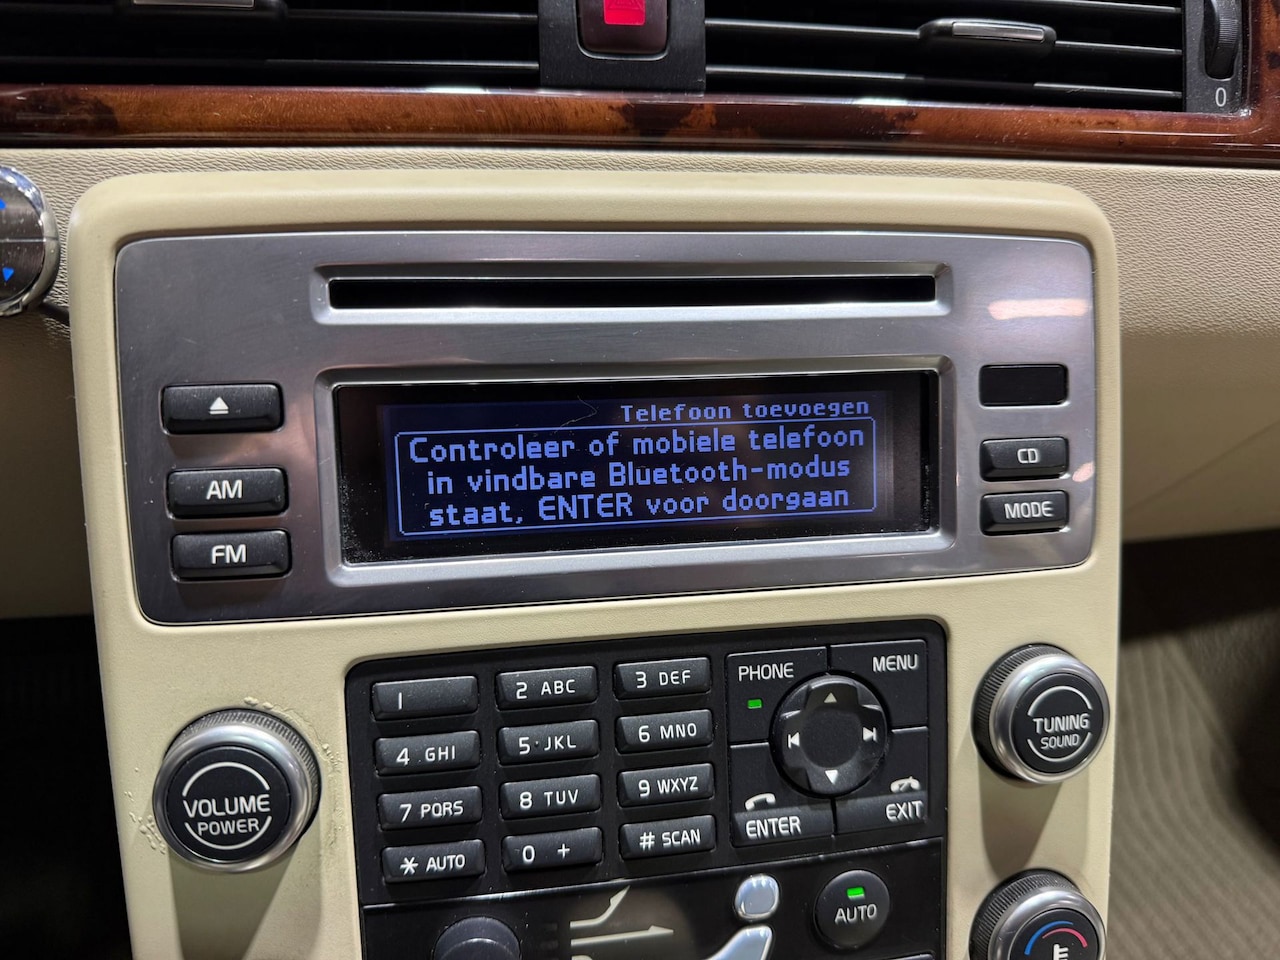 0
Telefoon toevoegen
Controleer of mobiele telefoon
in vindbare Bluetooth-modus
staat, ENTER voor doorgaan
AM
FM
CD
MODE
PHONE
MENU
1
2 ABC
3 DEF
4 GHI
5 JKL
6 MNO
7 PQRS
8 TUV
9 WXYZ
* AUTO
0 +
# SCAN
ENTER
EXIT
VOLUME
POWER
TUNING
SOUND
AUTO